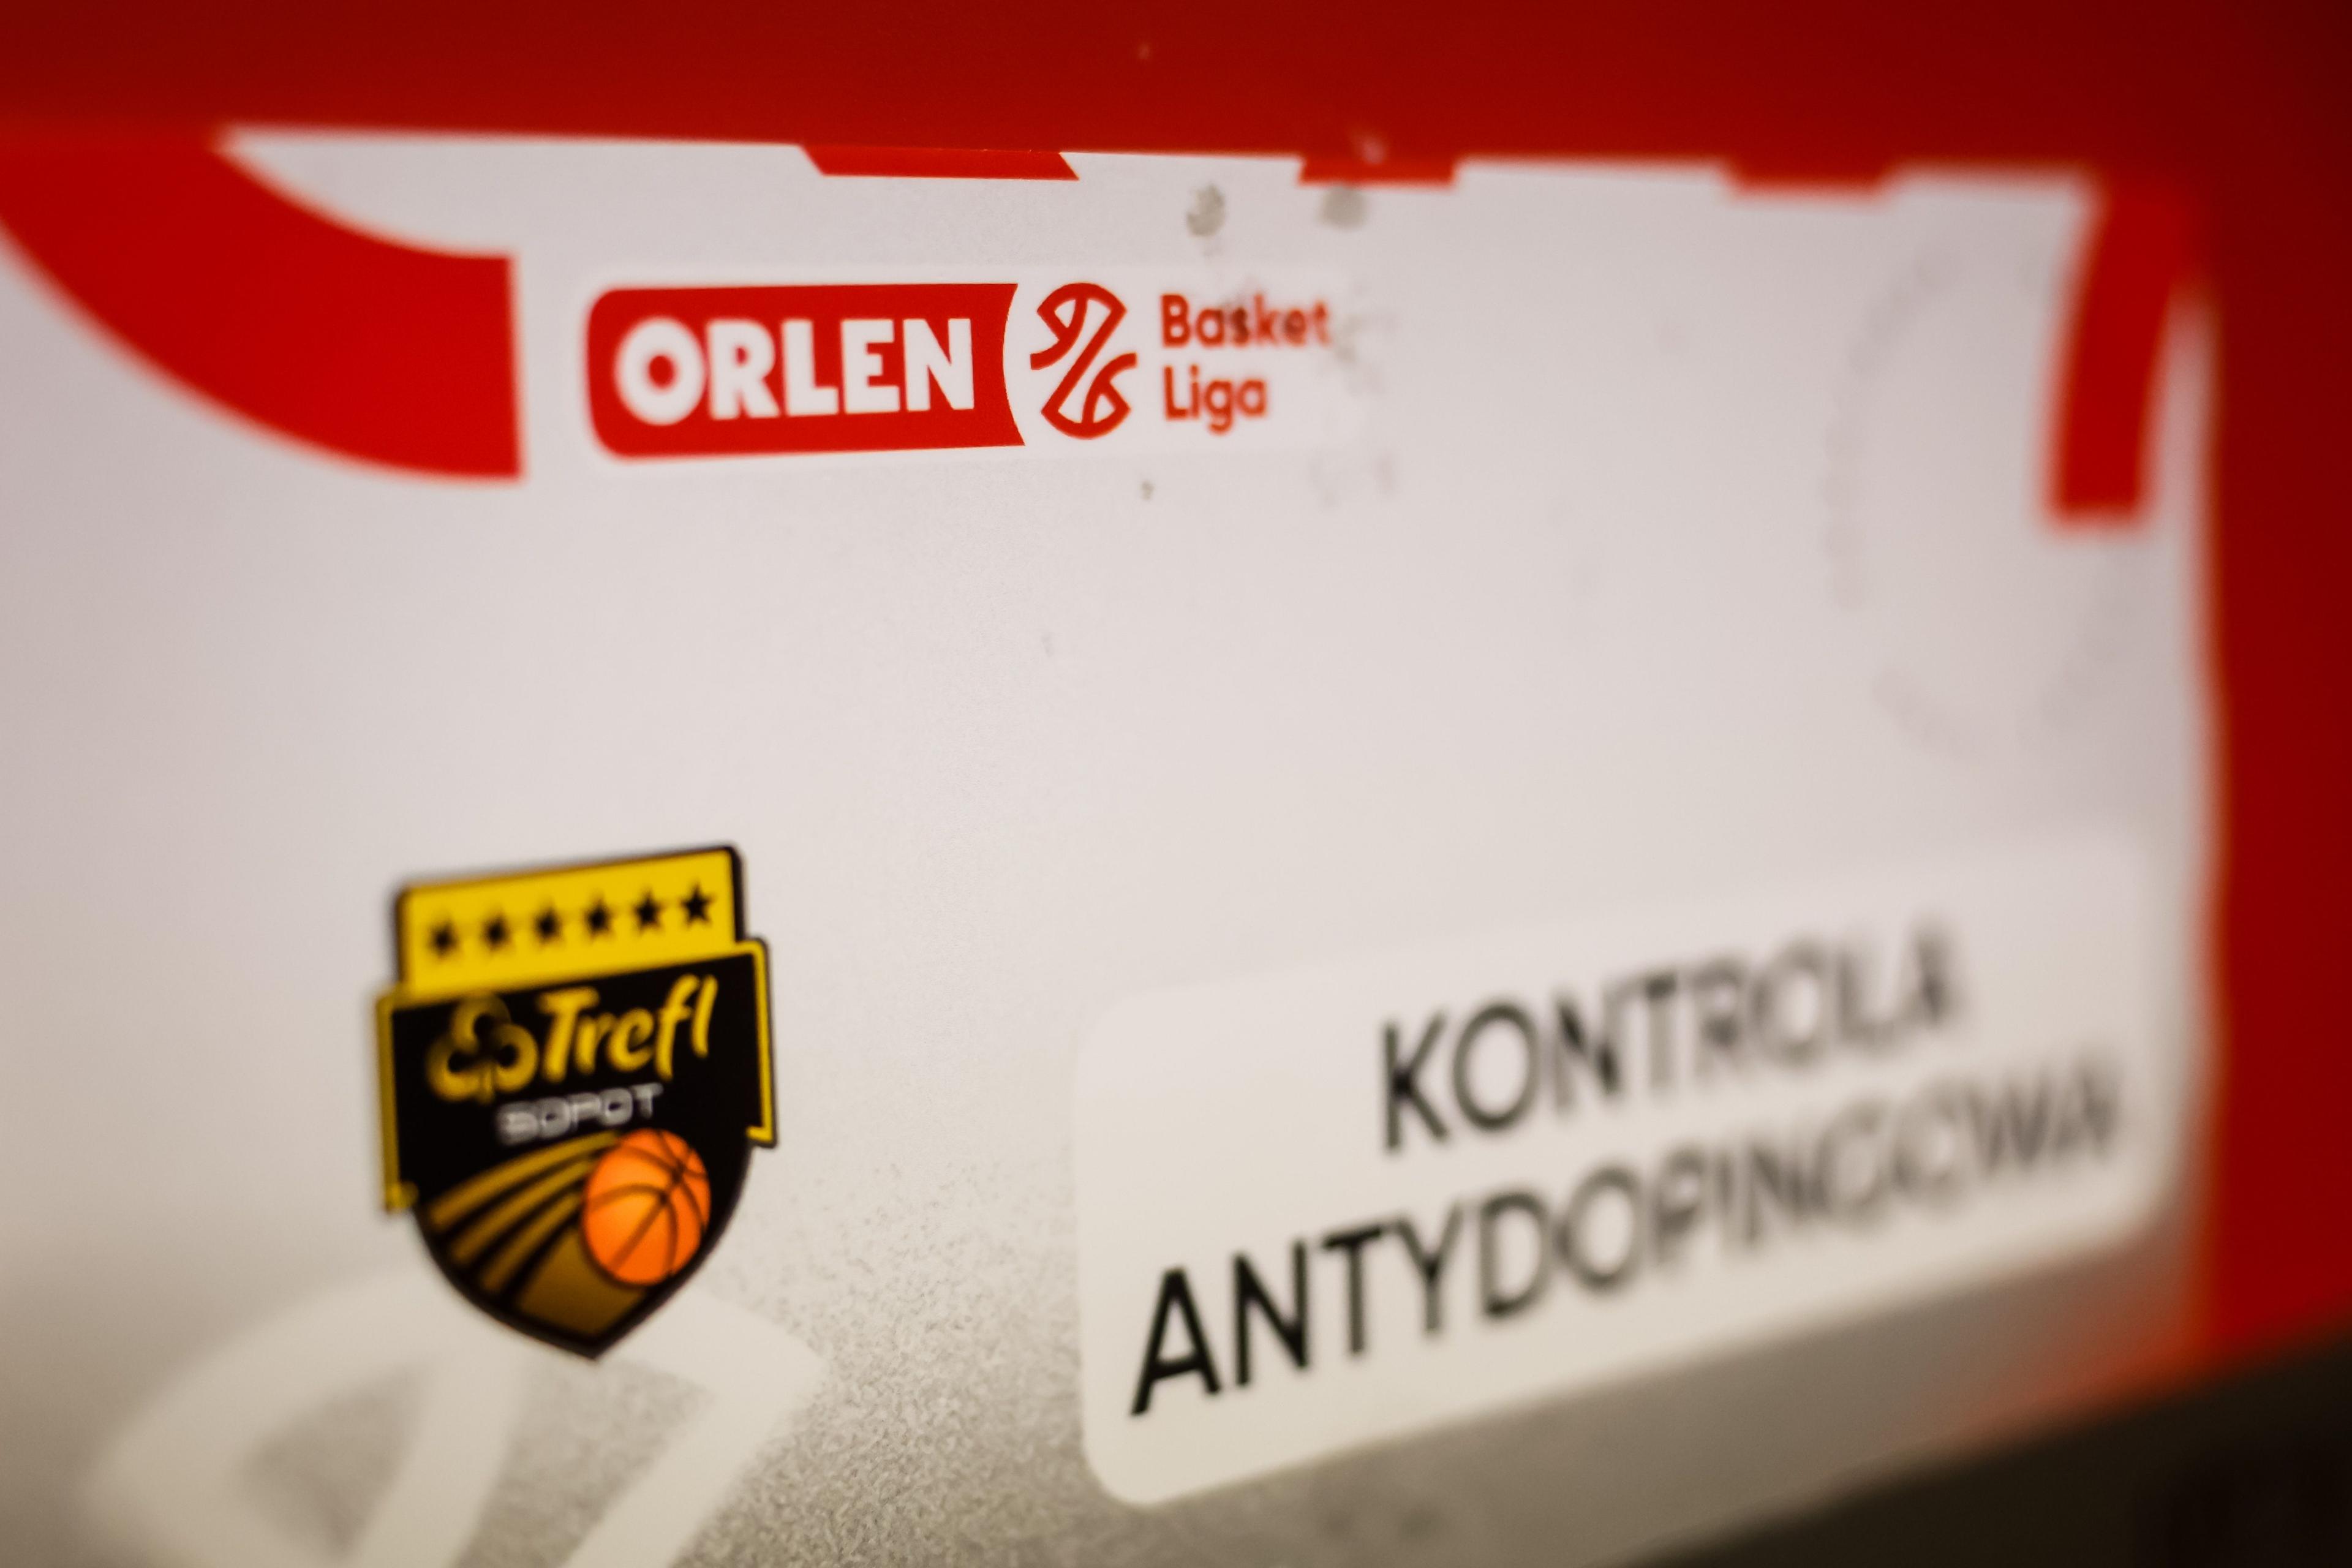 ORLEN
Basket
Liga
Trefl
SOPOT
KONTROLA
ANTYDOPINGOWA